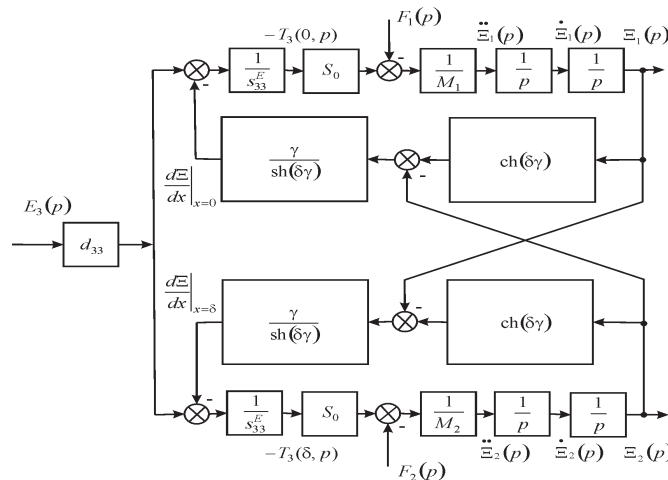 F₁(p)
−T₃(0, p)
Ξ̈₁(p) Ξ̇₁(p) Ξ₁(p)
1/s₃₃ᴱ S₀ 1/M₁ 1/p 1/p
- -
γ/sh(δγ) ch(δγ)
-
dΞ/dx|ₓ₌₀
E₃(p)
d₃₃
dΞ/dx|ₓ₌δ
-
γ/sh(δγ) ch(δγ)
- -
1/s₃₃ᴱ S₀ 1/M₂ 1/p 1/p
−T₃(δ, p)
Ξ̈₂(p) Ξ̇₂(p) Ξ₂(p)
F₂(p)